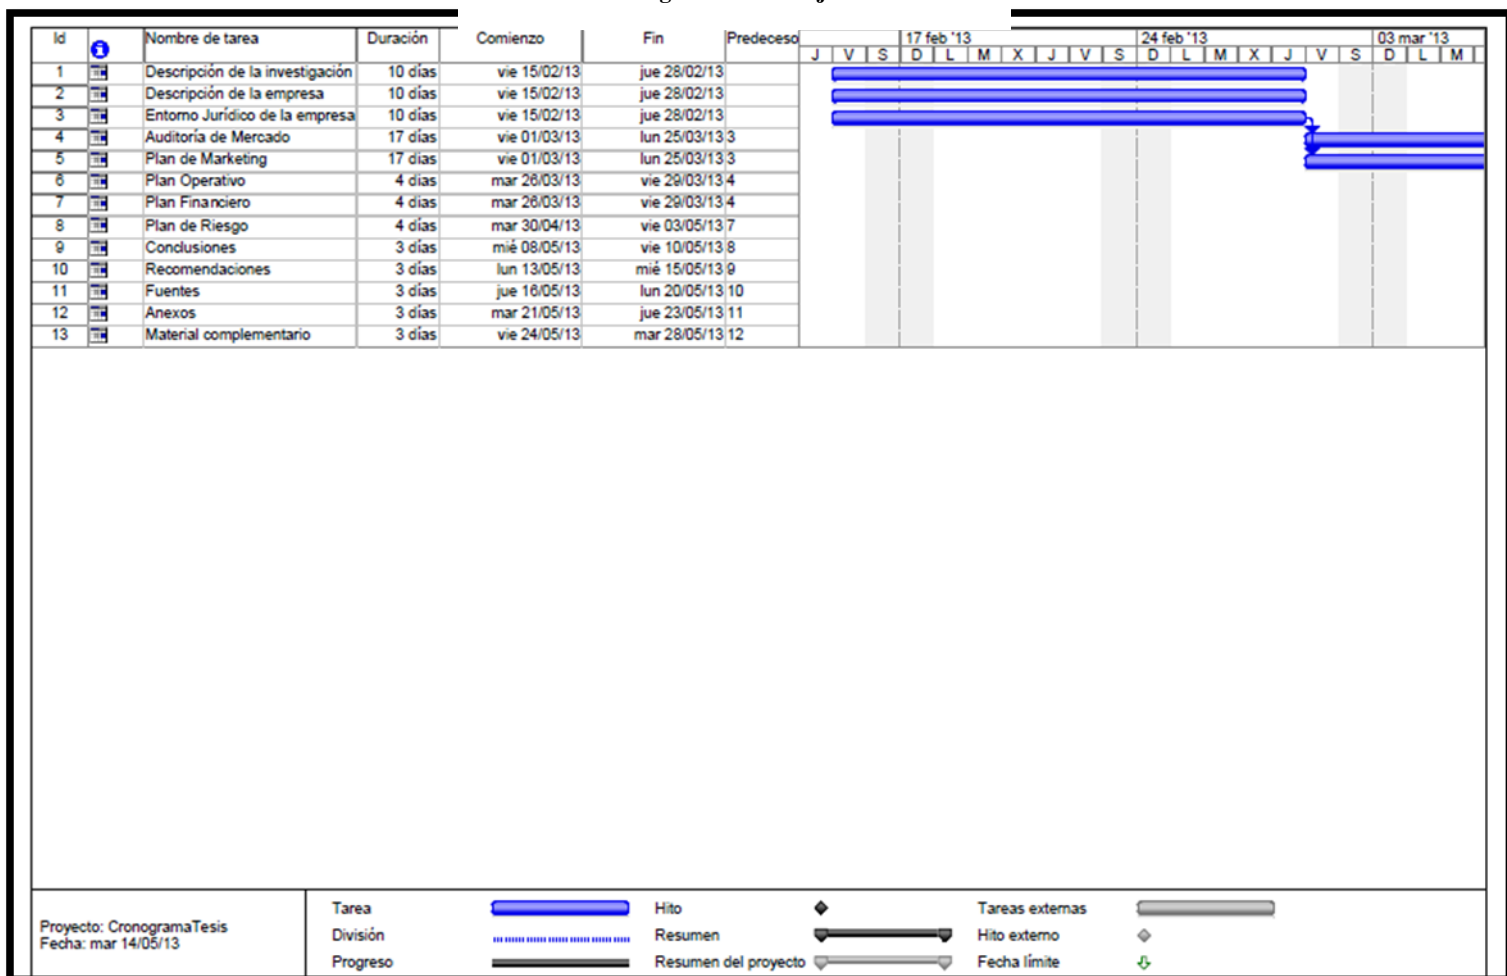 Id Nombre de tarea Duración Comienzo Fin Predeceso 17 feb '13 24 feb '13 03 mar '13
J V S D L M X J V S D L M X J V S D L M
1 Descripción de la investigación 10 días vie 15/02/13 jue 28/02/13
2 Descripción de la empresa 10 días vie 15/02/13 jue 28/02/13
3 Entorno Jurídico de la empresa 10 días vie 15/02/13 jue 28/02/13
4 Auditoría de Mercado 17 días vie 01/03/13 lun 25/03/13 3
5 Plan de Marketing 17 días vie 01/03/13 lun 25/03/13 3
6 Plan Operativo 4 días mar 26/03/13 vie 29/03/13 4
7 Plan Financiero 4 días mar 26/03/13 vie 29/03/13 4
8 Plan de Riesgo 4 días mar 30/04/13 vie 03/05/13 7
9 Conclusiones 3 días mié 08/05/13 vie 10/05/13 8
10 Recomendaciones 3 días lun 13/05/13 mié 15/05/13 9
11 Fuentes 3 días jue 16/05/13 lun 20/05/13 10
12 Anexos 3 días mar 21/05/13 jue 23/05/13 11
13 Material complementario 3 días vie 24/05/13 mar 28/05/13 12
Proyecto: CronogramaTesis
Fecha: mar 14/05/13
Tarea Hito Tareas externas
División Resumen Hito externo
Progreso Resumen del proyecto Fecha límite